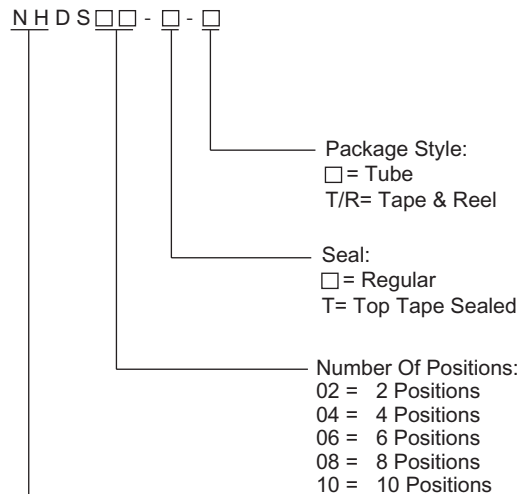 NHDS□□-□-□
Package Style:
□= Tube
T/R= Tape & Reel
Seal:
□= Regular
T= Top Tape Sealed
Number Of Positions:
02 = 2 Positions
04 = 4 Positions
06 = 6 Positions
08 = 8 Positions
10 = 10 Positions